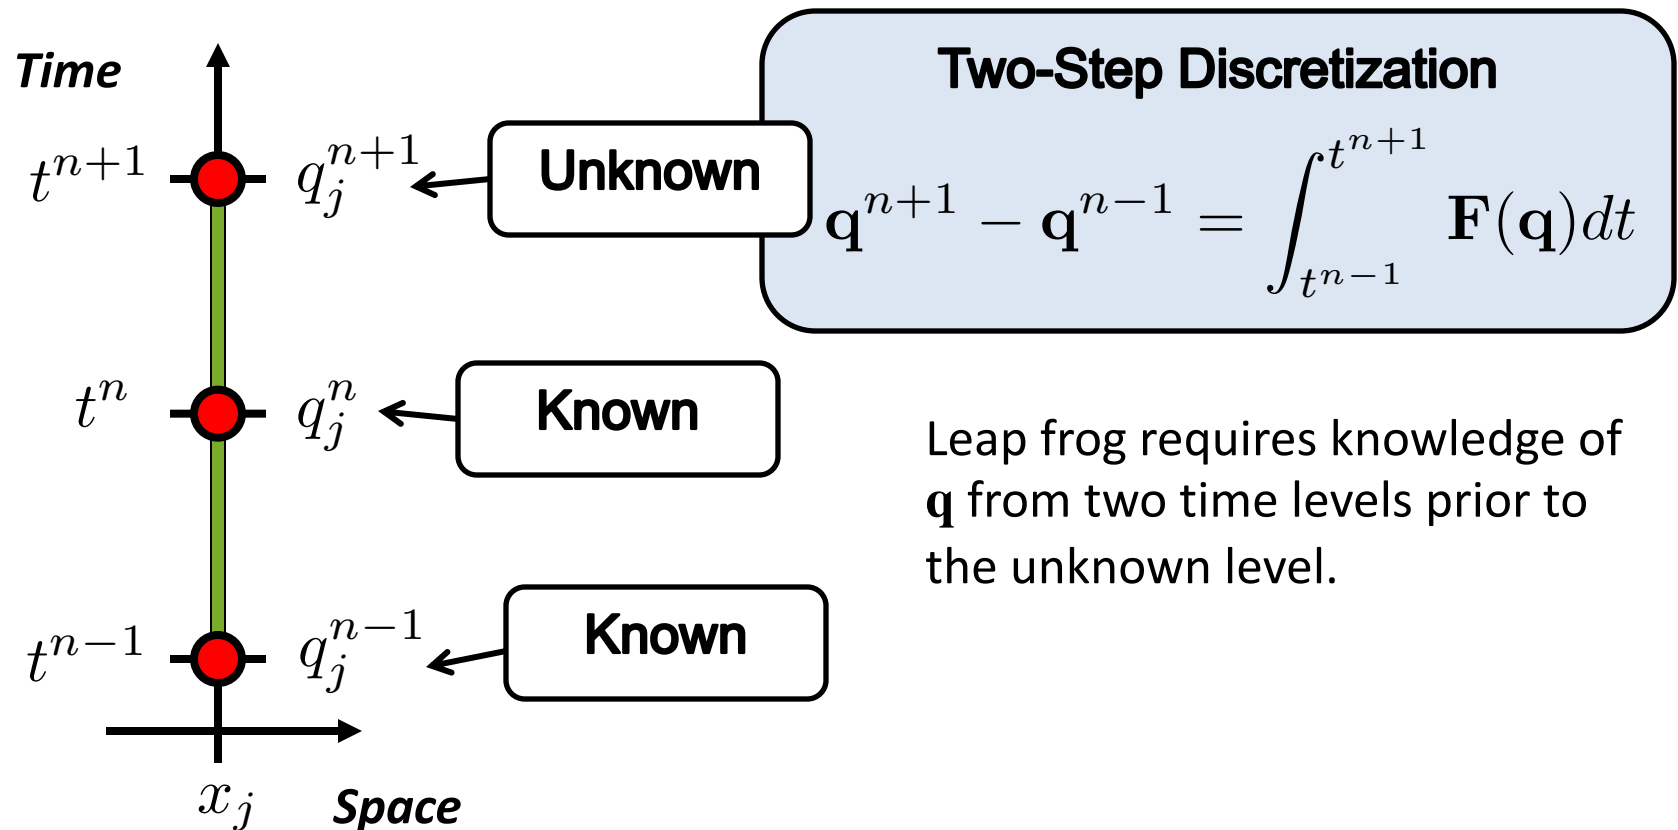 Time
t^{n+1}
q_j^{n+1}
Unknown
Two-Step Discretization
𝐪^{n+1} − 𝐪^{n−1} = ∫_{t^{n−1}}^{t^{n+1}} 𝐅(𝐪)dt
t^n
q_j^n
Known
Leap frog requires knowledge of
𝐪 from two time levels prior to
the unknown level.
t^{n−1}
q_j^{n−1}
Known
x_j
Space